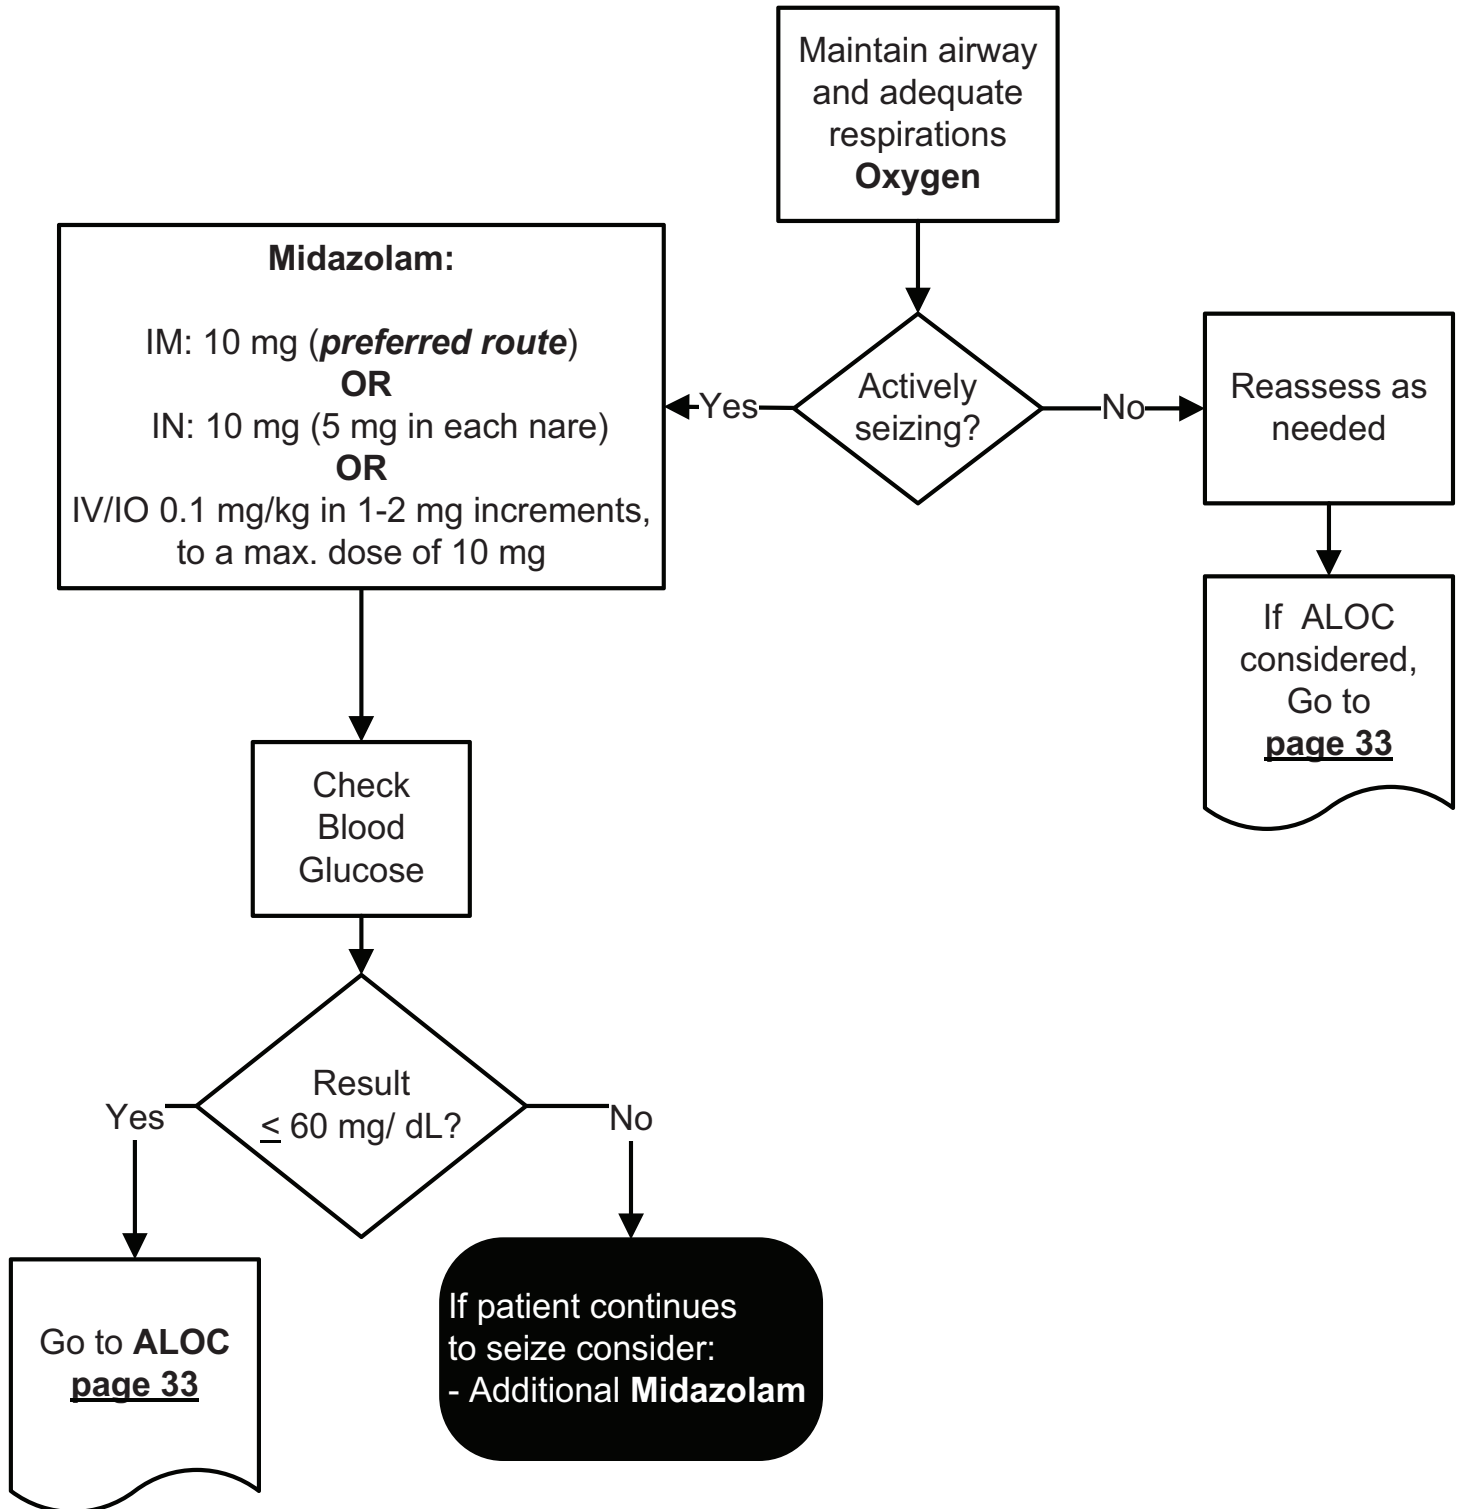 Maintain airway
and adequate
respirations
Oxygen
Midazolam:
IM: 10 mg (preferred route)
OR
IN: 10 mg (5 mg in each nare)
OR
IV/IO 0.1 mg/kg in 1-2 mg increments,
to a max. dose of 10 mg
Yes
Actively
seizing?
No
Reassess as
needed
If ALOC
considered,
Go to
page 33
Check
Blood
Glucose
Yes
Result
≤ 60 mg/ dL?
No
Go to ALOC
page 33
If patient continues
to seize consider:
- Additional Midazolam